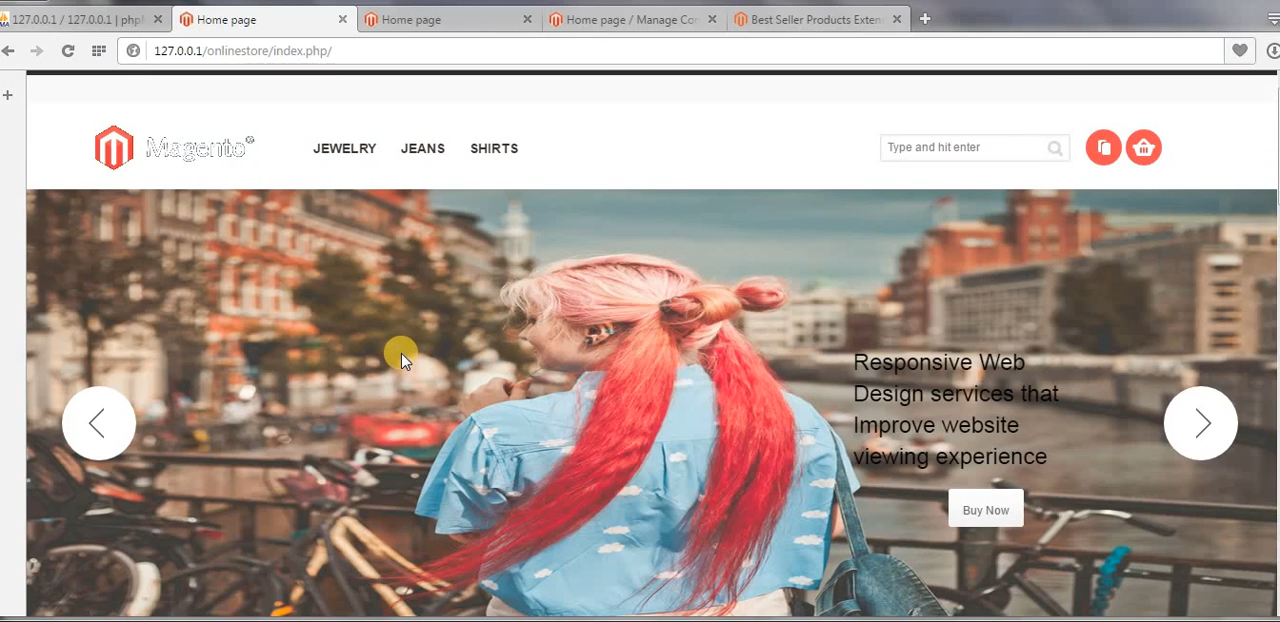 127.0.0.1 / 127.0.0.1 | phpM
Home page
Home page
Home page / Manage Con
Best Seller Products Exten
127.0.0.1/onlinestore/index.php/
Magento®
JEWELRY
JEANS
SHIRTS
Type and hit enter
Responsive Web
Design services that
Improve website
viewing experience
Buy Now